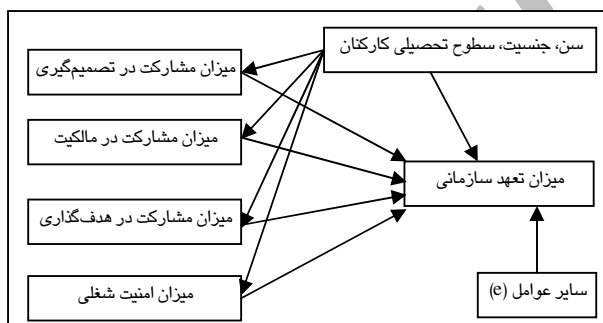 سن، جنسیت، سطوح تحصیلی کارکنان
میزان مشارکت در تصمیم‌گیری
میزان مشارکت در مالکیت
میزان تعهد سازمانی
میزان مشارکت در هدف‌گذاری
میزان امنیت شغلی
سایر عوامل (e)